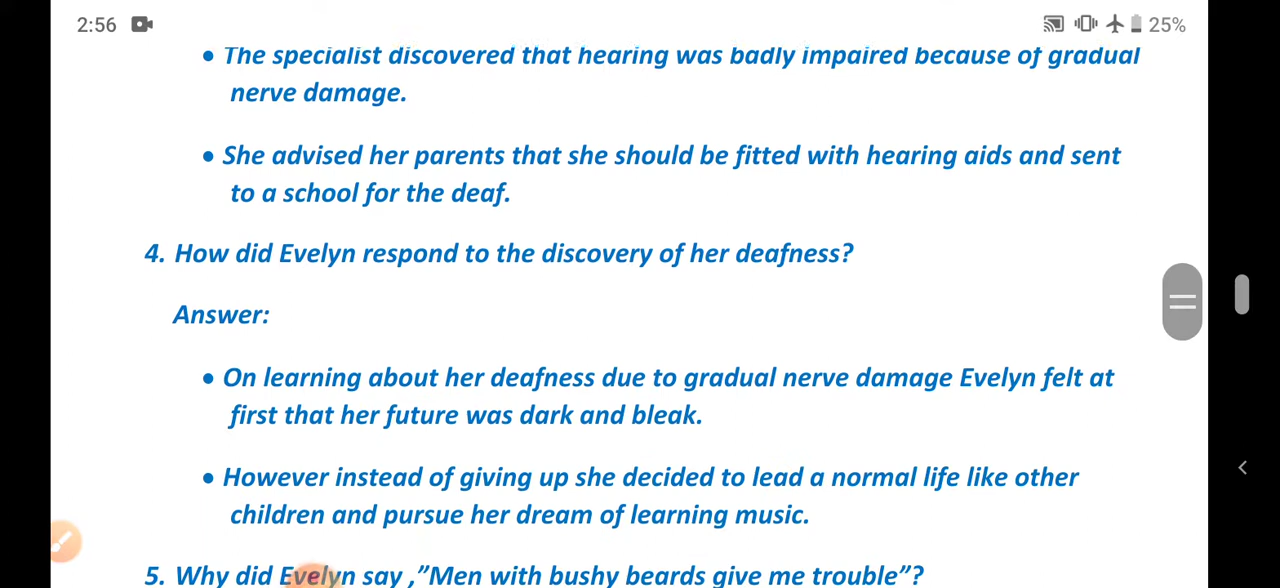 2:56
25%
• The specialist discovered that hearing was badly impaired because of gradual
nerve damage.
• She advised her parents that she should be fitted with hearing aids and sent
to a school for the deaf.
4. How did Evelyn respond to the discovery of her deafness?
Answer:
• On learning about her deafness due to gradual nerve damage Evelyn felt at
first that her future was dark and bleak.
• However instead of giving up she decided to lead a normal life like other
children and pursue her dream of learning music.
5. Why did Evelyn say ,”Men with bushy beards give me trouble”?